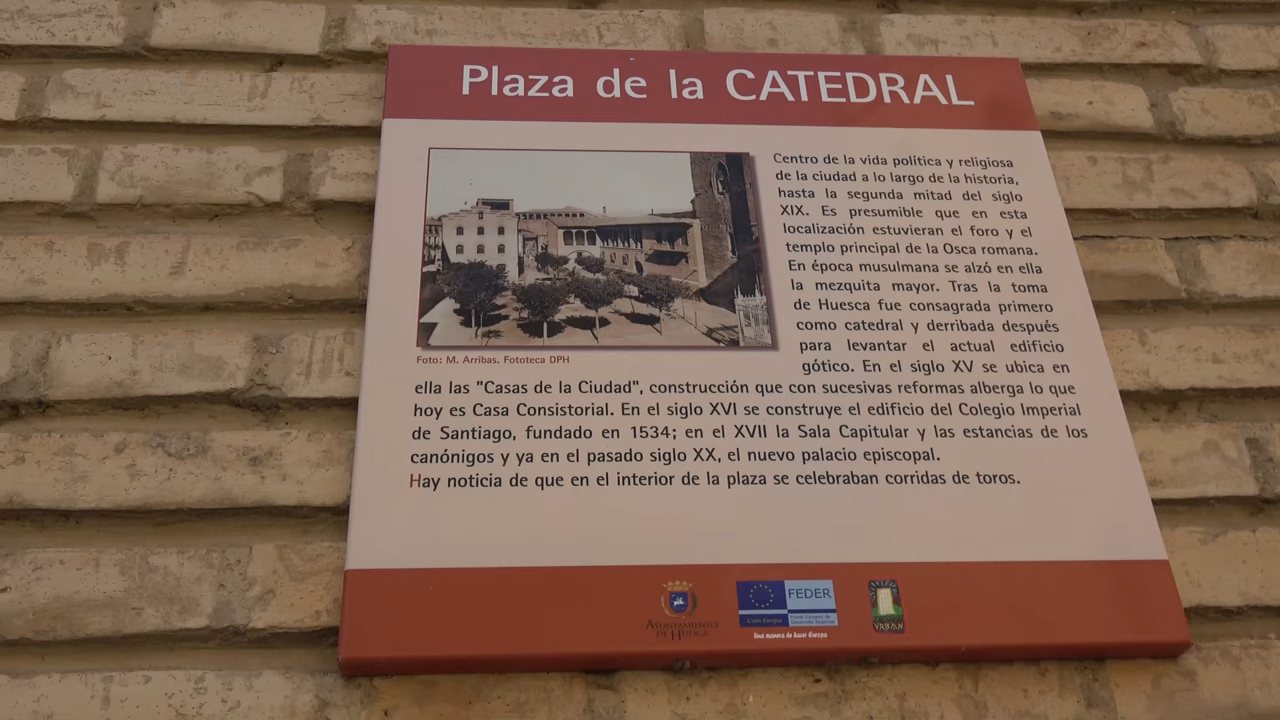 Plaza de la CATEDRAL
Centro de la vida política y religiosa
de la ciudad a lo largo de la historia,
hasta la segunda mitad del siglo
XIX. Es presumible que en esta
localización estuvieran el foro y el
templo principal de la Osca romana.
En época musulmana se alzó en ella
la mezquita mayor. Tras la toma
de Huesca fue consagrada primero
como catedral y derribada después
para levantar el actual edificio
gótico. En el siglo XV se ubica en
Foto: M. Arribas. Fototeca DPH
ella las "Casas de la Ciudad", construcción que con sucesivas reformas alberga lo que
hoy es Casa Consistorial. En el siglo XVI se construye el edificio del Colegio Imperial
de Santiago, fundado en 1534; en el XVII la Sala Capitular y las estancias de los
canónigos y ya en el pasado siglo XX, el nuevo palacio episcopal.
Hay noticia de que en el interior de la plaza se celebraban corridas de toros.
AYUNTAMIENTO
DE HUESCA
FEDER
Unión Europea
Fondo Europeo de
Desarrollo Regional
Una manera de hacer Europa
URBAN